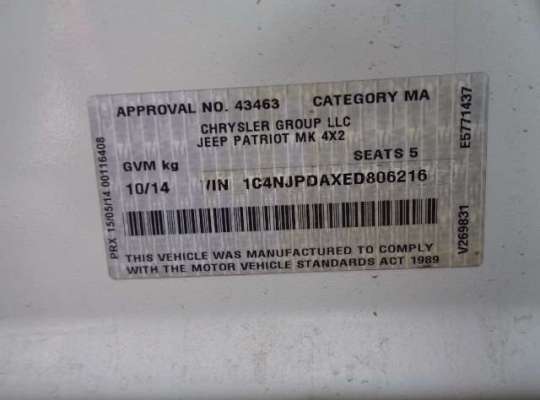 APPROVAL NO. 43463 CATEGORY MA
CHRYSLER GROUP LLC
JEEP PATRIOT MK 4X2
GVM kg SEATS 5
10/14 VIN 1C4NJPDAXED806216
THIS VEHICLE WAS MANUFACTURED TO COMPLY
WITH THE MOTOR VEHICLE STANDARDS ACT 1989
PRX 15/05/14 00116408
V269831 E5771437